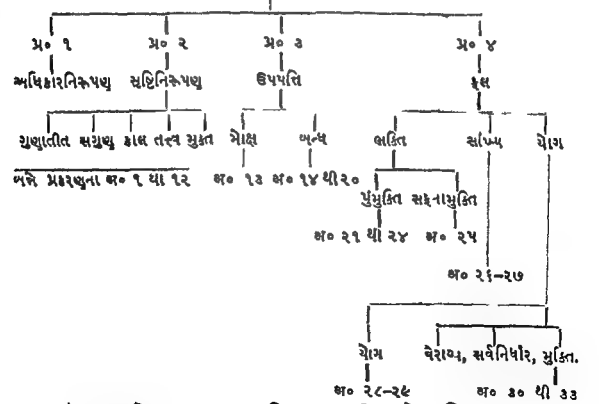 પ્ર૦ ૧ પ્ર૦ ૨ પ્ર૦ ૩ પ્ર૦ ૪
અધિકારનિરૂપણ સૃષ્ટિનિરૂપણ ઉપપત્તિ ફલ
ગુણાતીત સગુણ કાલ તત્ત્વ મુક્ત મોક્ષ બન્ધ ભક્તિ સાંખ્ય યોગ
બન્ને પ્રકરણના અ૦ ૧ થા ૧૨ અ૦ ૧૩ અ૦ ૧૪ થી ૨૦
પુંમુક્તિ સફનામુક્તિ
અ૦ ૨૧ થી ૨૪ અ૦ ૨૫
અ૦ ૨૬–૨૭
યોગ વેરાગ્ય, સર્વનિર્ધાર, મુક્તિ.
અ૦ ૨૮–૨૯ અ૦ ૩૦ થી ૩૩